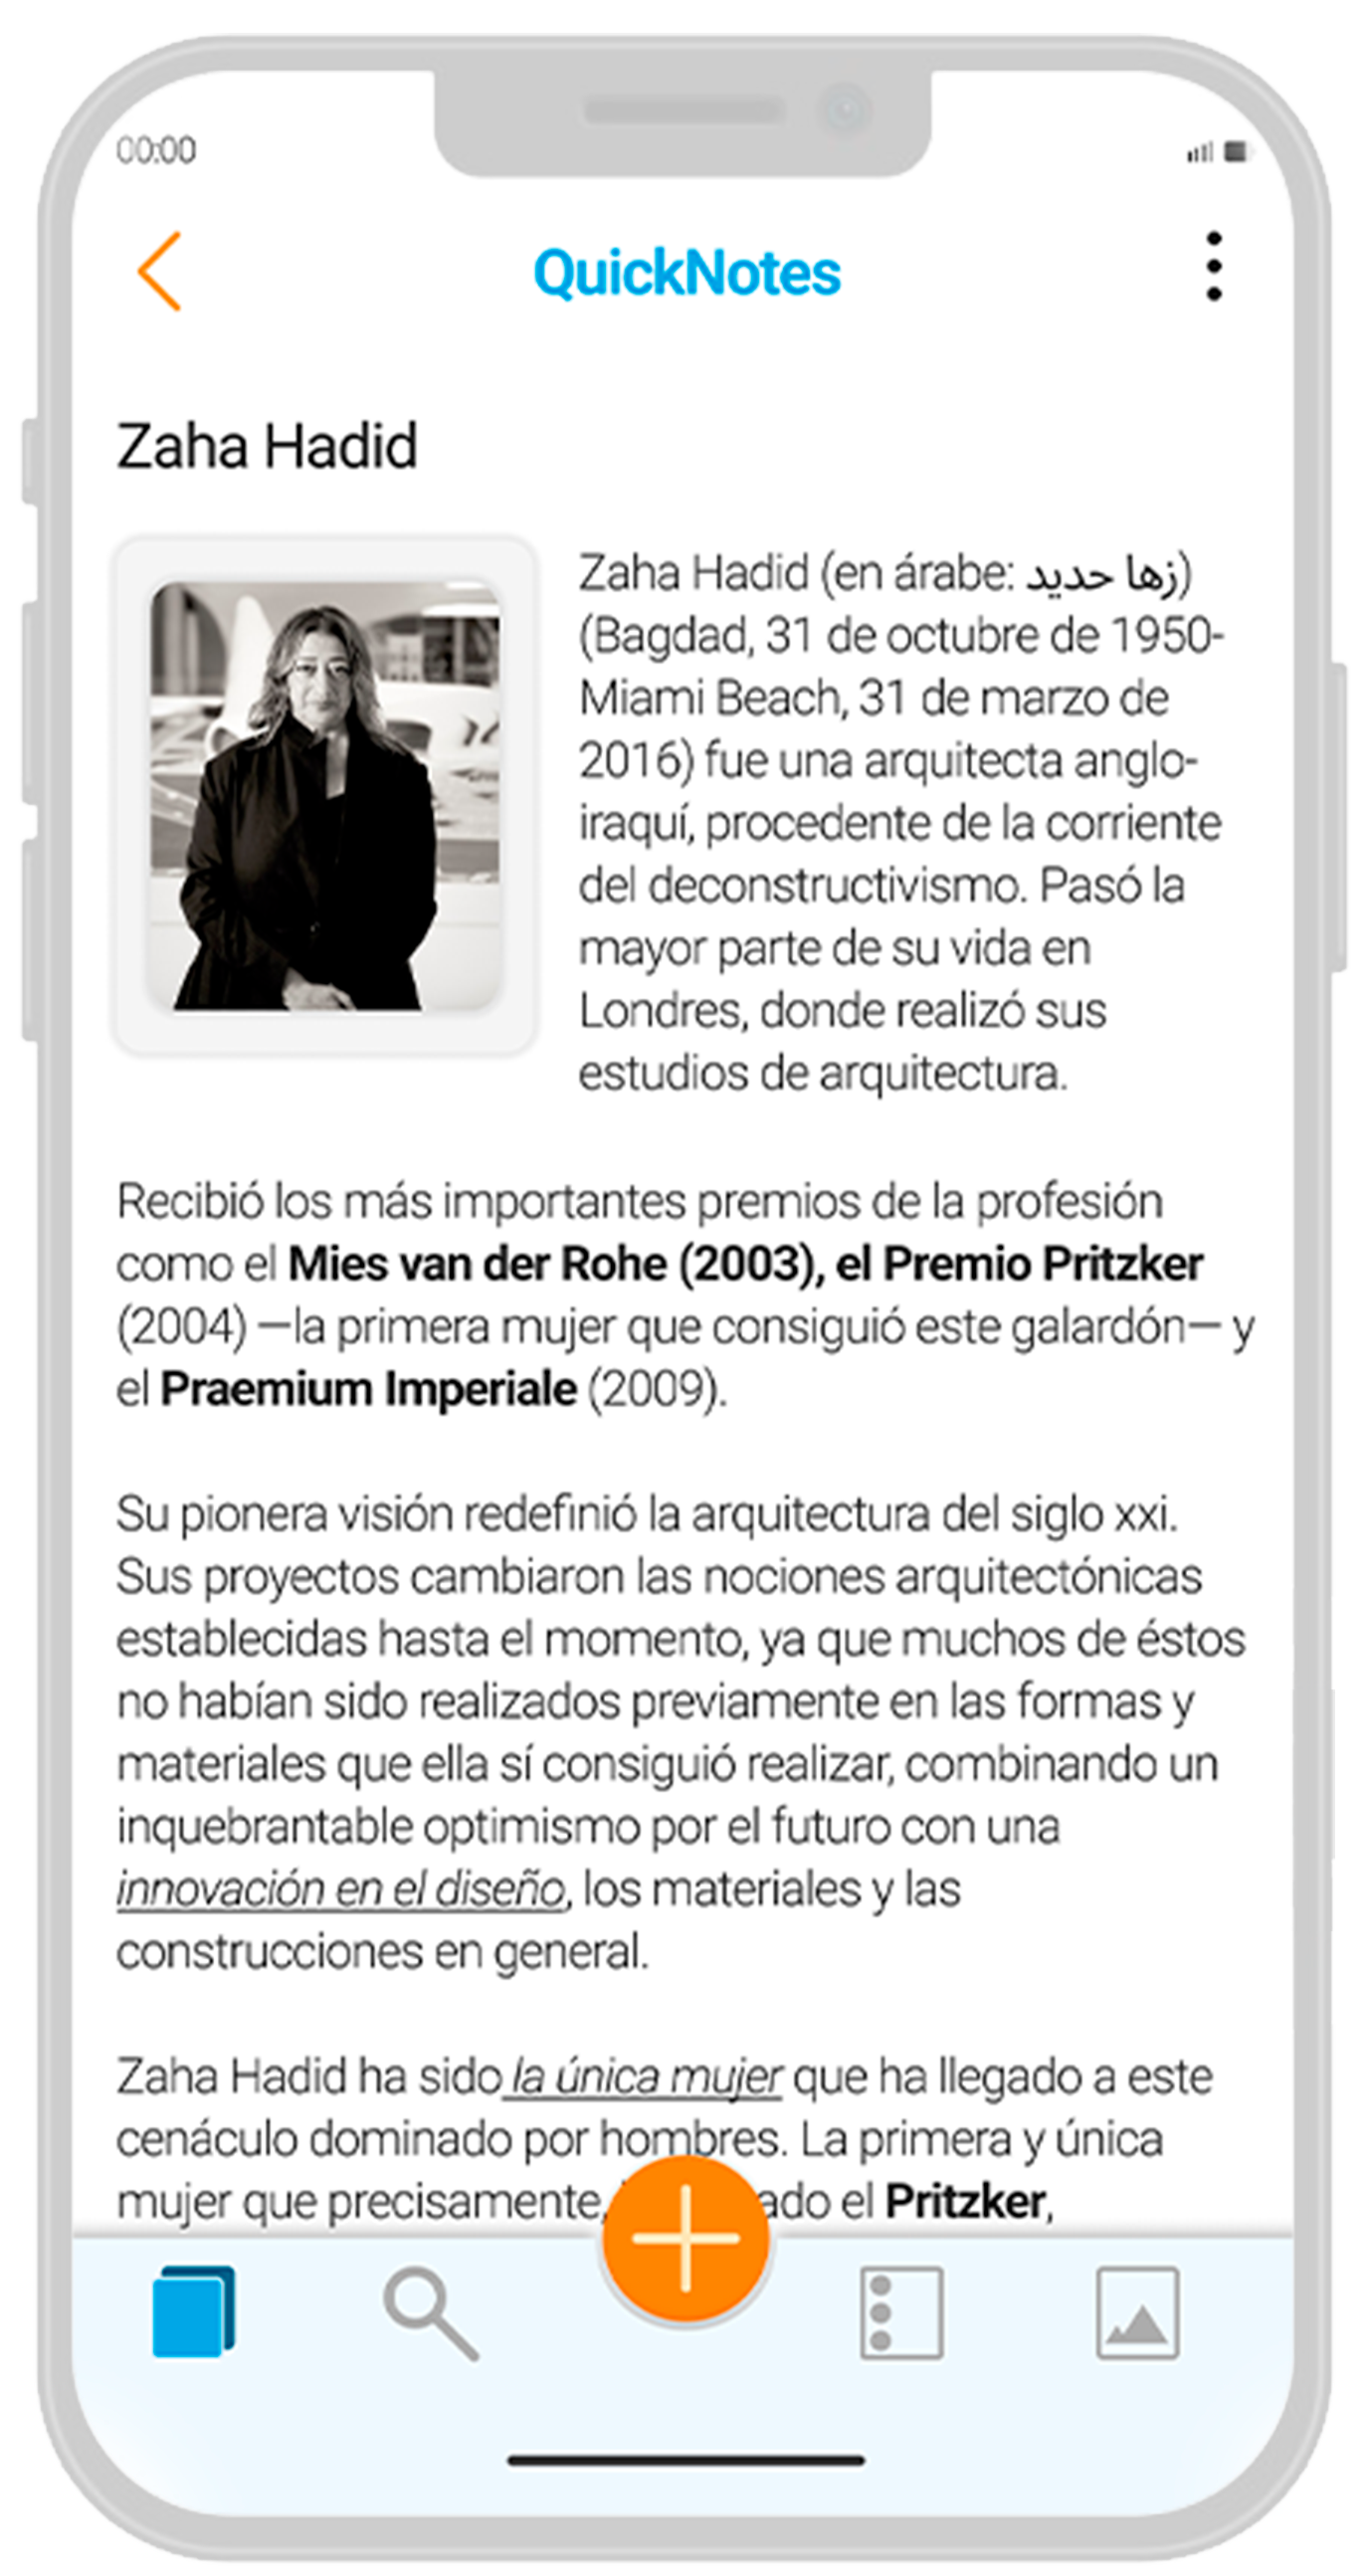 00:00
QuickNotes
Zaha Hadid
Zaha Hadid (en árabe: زها حديد)
(Bagdad, 31 de octubre de 1950-
Miami Beach, 31 de marzo de
2016) fue una arquitecta anglo-
iraquí, procedente de la corriente
del deconstructivismo. Pasó la
mayor parte de su vida en
Londres, donde realizó sus
estudios de arquitectura.
Recibió los más importantes premios de la profesión
como el Mies van der Rohe (2003), el Premio Pritzker
(2004) —la primera mujer que consiguió este galardón— y
el Praemium Imperiale (2009).
Su pionera visión redefinió la arquitectura del siglo xxi.
Sus proyectos cambiaron las nociones arquitectónicas
establecidas hasta el momento, ya que muchos de éstos
no habían sido realizados previamente en las formas y
materiales que ella sí consiguió realizar, combinando un
inquebrantable optimismo por el futuro con una
innovación en el diseño, los materiales y las
construcciones en general.
Zaha Hadid ha sido la única mujer que ha llegado a este
cenáculo dominado por hombres. La primera y única
mujer que precisamente, el Pritzker,